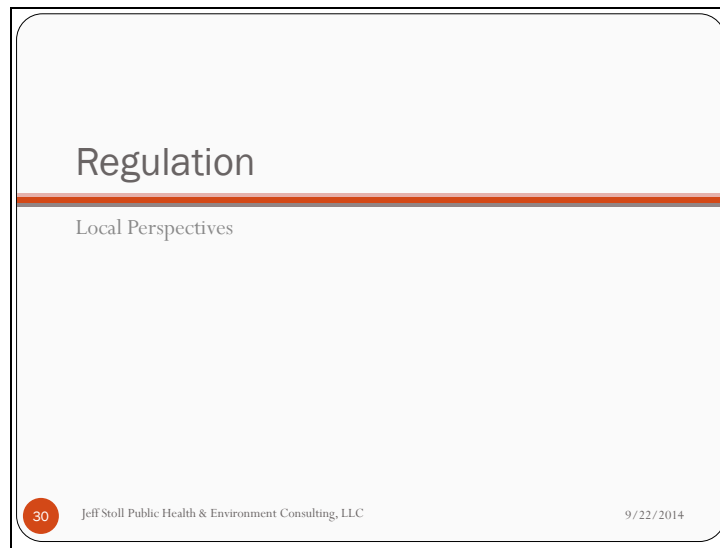 Regulation
Local Perspectives
30
Jeff Stoll Public Health & Environment Consulting, LLC
9/22/2014